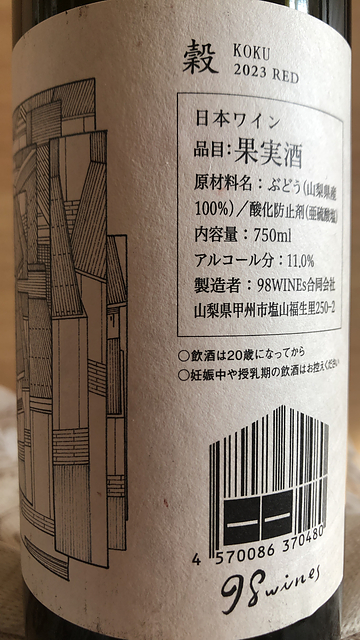 穀 KOKU
2023 RED
日本ワイン
品目：果実酒
原材料名：ぶどう（山梨県産
100%）／酸化防止剤（亜硫酸塩）
内容量：750ml
アルコール分：11.0%
製造者：98WINEs合同会社
山梨県甲州市塩山福生里250-2
○飲酒は20歳になってから
○妊娠中や授乳期の飲酒はお控えください
4 570086 370480
98wines